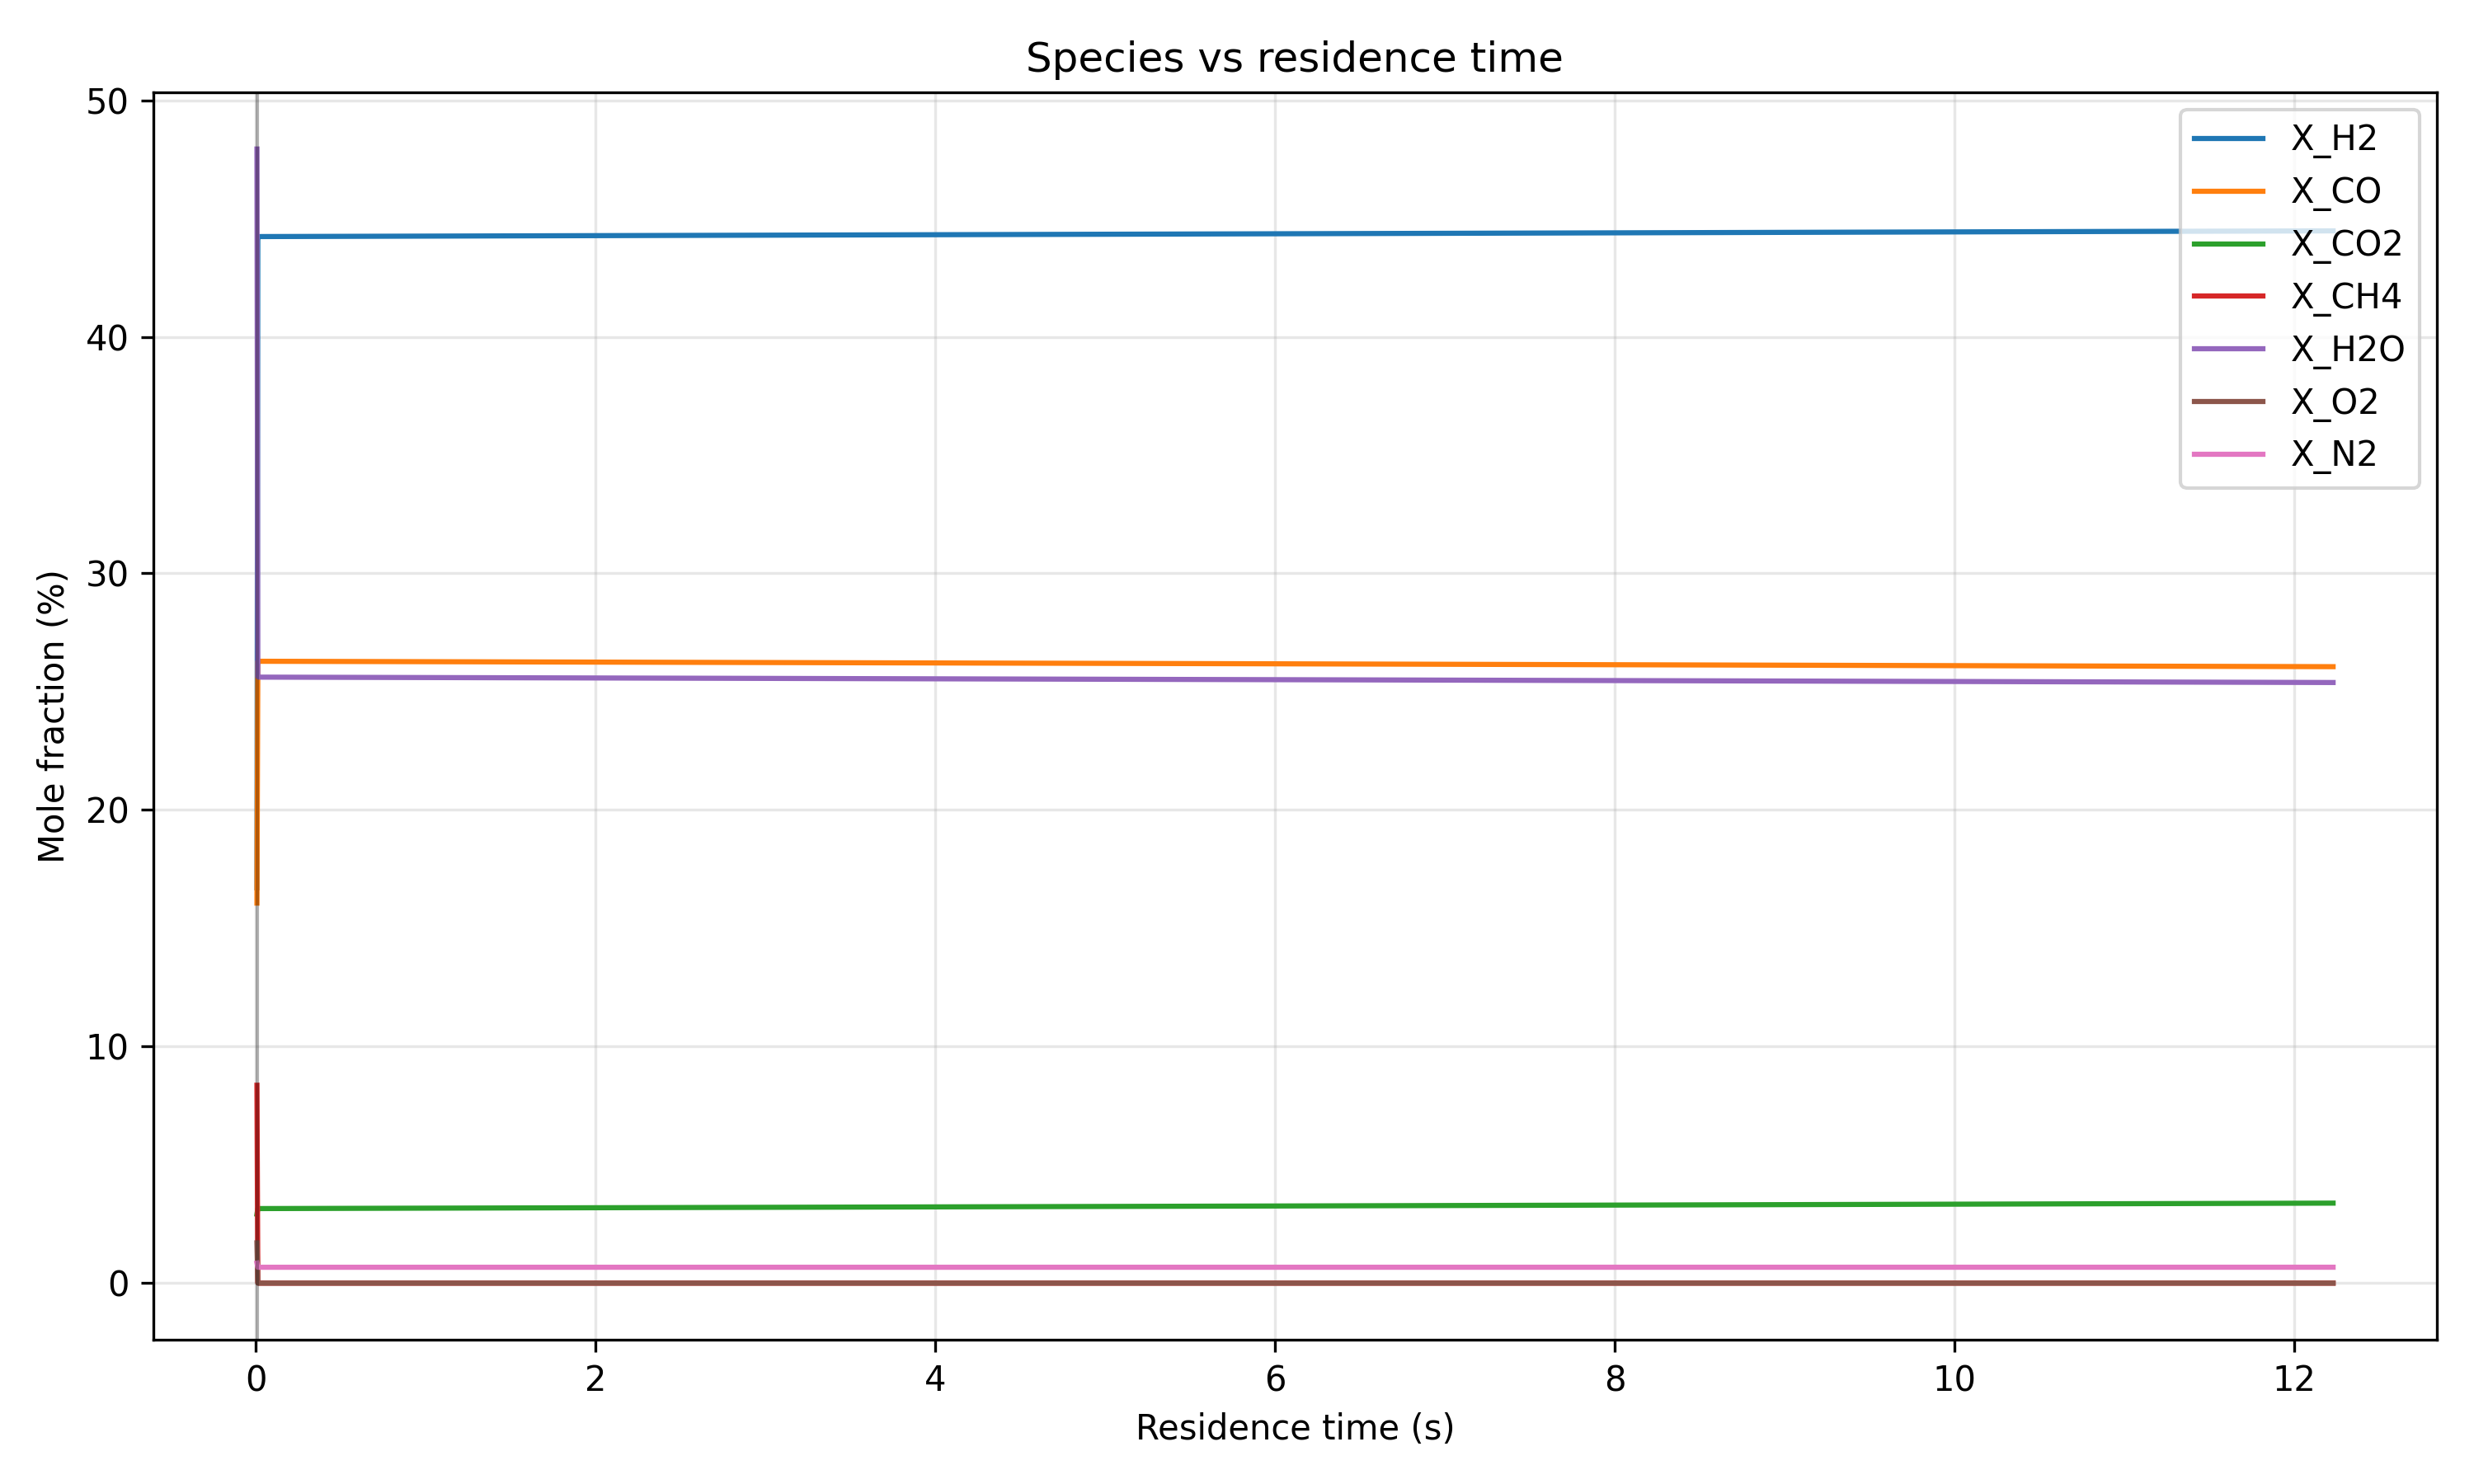 Species vs residence time
50
40
30
20
10
0
Mole fraction (%)
X_H2
X_CO
X_CO2
X_CH4
X_H2O
X_O2
X_N2
0 2 4 6 8 10 12
Residence time (s)